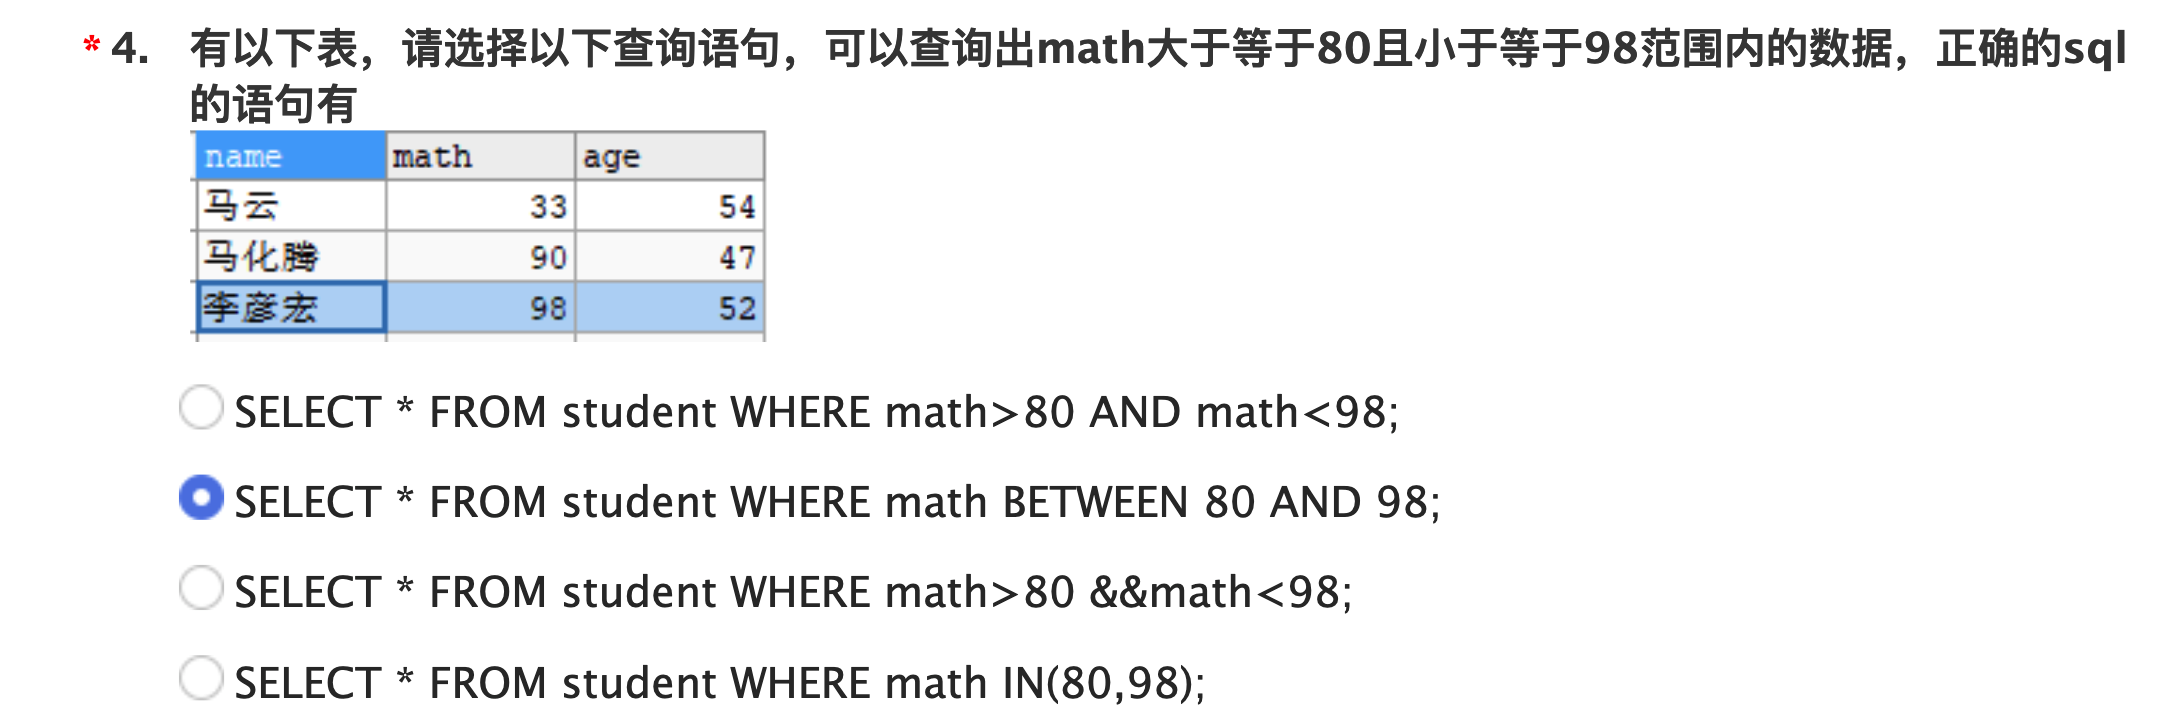 * 4. 有以下表，请选择以下查询语句，可以查询出math大于等于80且小于等于98范围内的数据，正确的sql
的语句有
name math age
马云 33 54
马化腾 90 47
李彦宏 98 52
SELECT * FROM student WHERE math>80 AND math<98;
SELECT * FROM student WHERE math BETWEEN 80 AND 98;
SELECT * FROM student WHERE math>80 &&math<98;
SELECT * FROM student WHERE math IN(80,98);